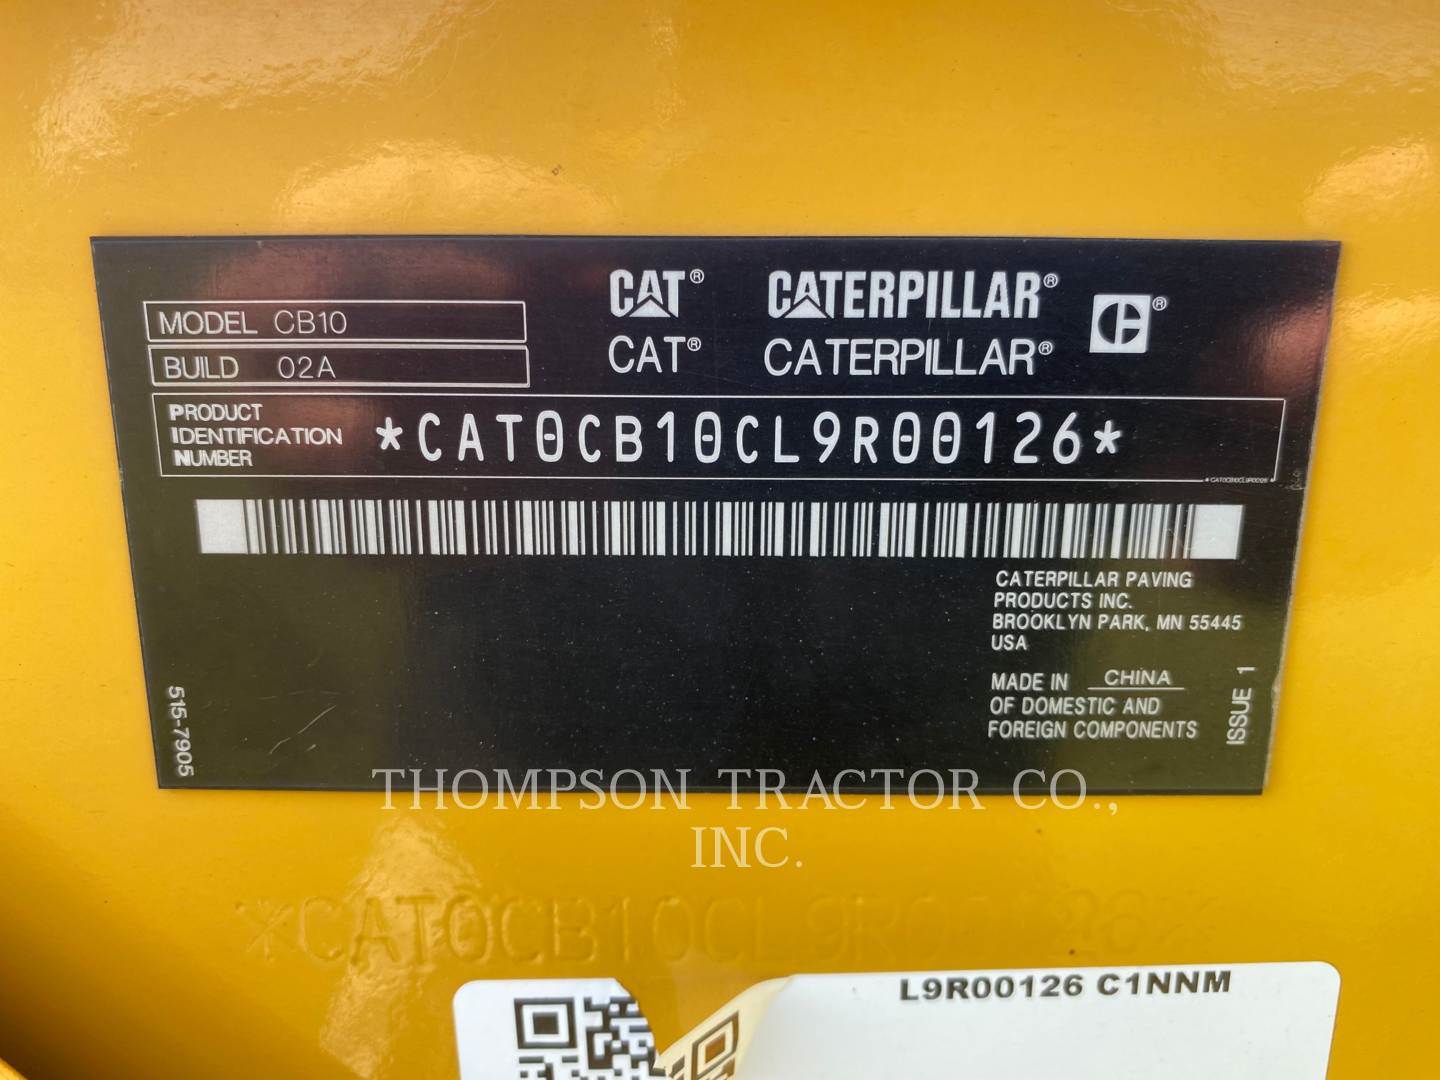 CAT® CATERPILLAR® ®
CAT® CATERPILLAR®
MODEL CB10
BUILD 02A
PRODUCT
IDENTIFICATION
NUMBER
*CAT0CB10CL9R00126*
*CAT0CB10CL9R00126*
CATERPILLAR PAVING
PRODUCTS INC.
BROOKLYN PARK, MN 55445
USA
MADE IN CHINA
OF DOMESTIC AND
FOREIGN COMPONENTS
ISSUE 1
515-7905
THOMPSON TRACTOR CO.,
INC.
*CAT0CB10CL9R00126*
L9R00126 C1NNM